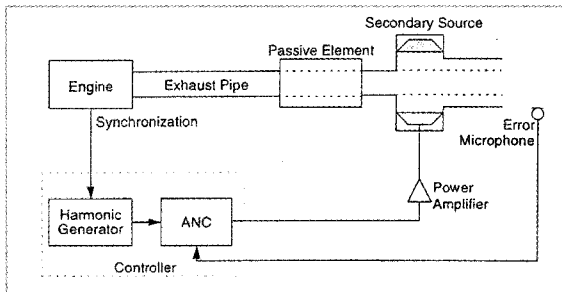 Secondary Source
Passive Element
Engine
Exhaust Pipe
Synchronization
Error
Microphone
Power
Amplifier
Harmonic
Generator
ANC
Controller